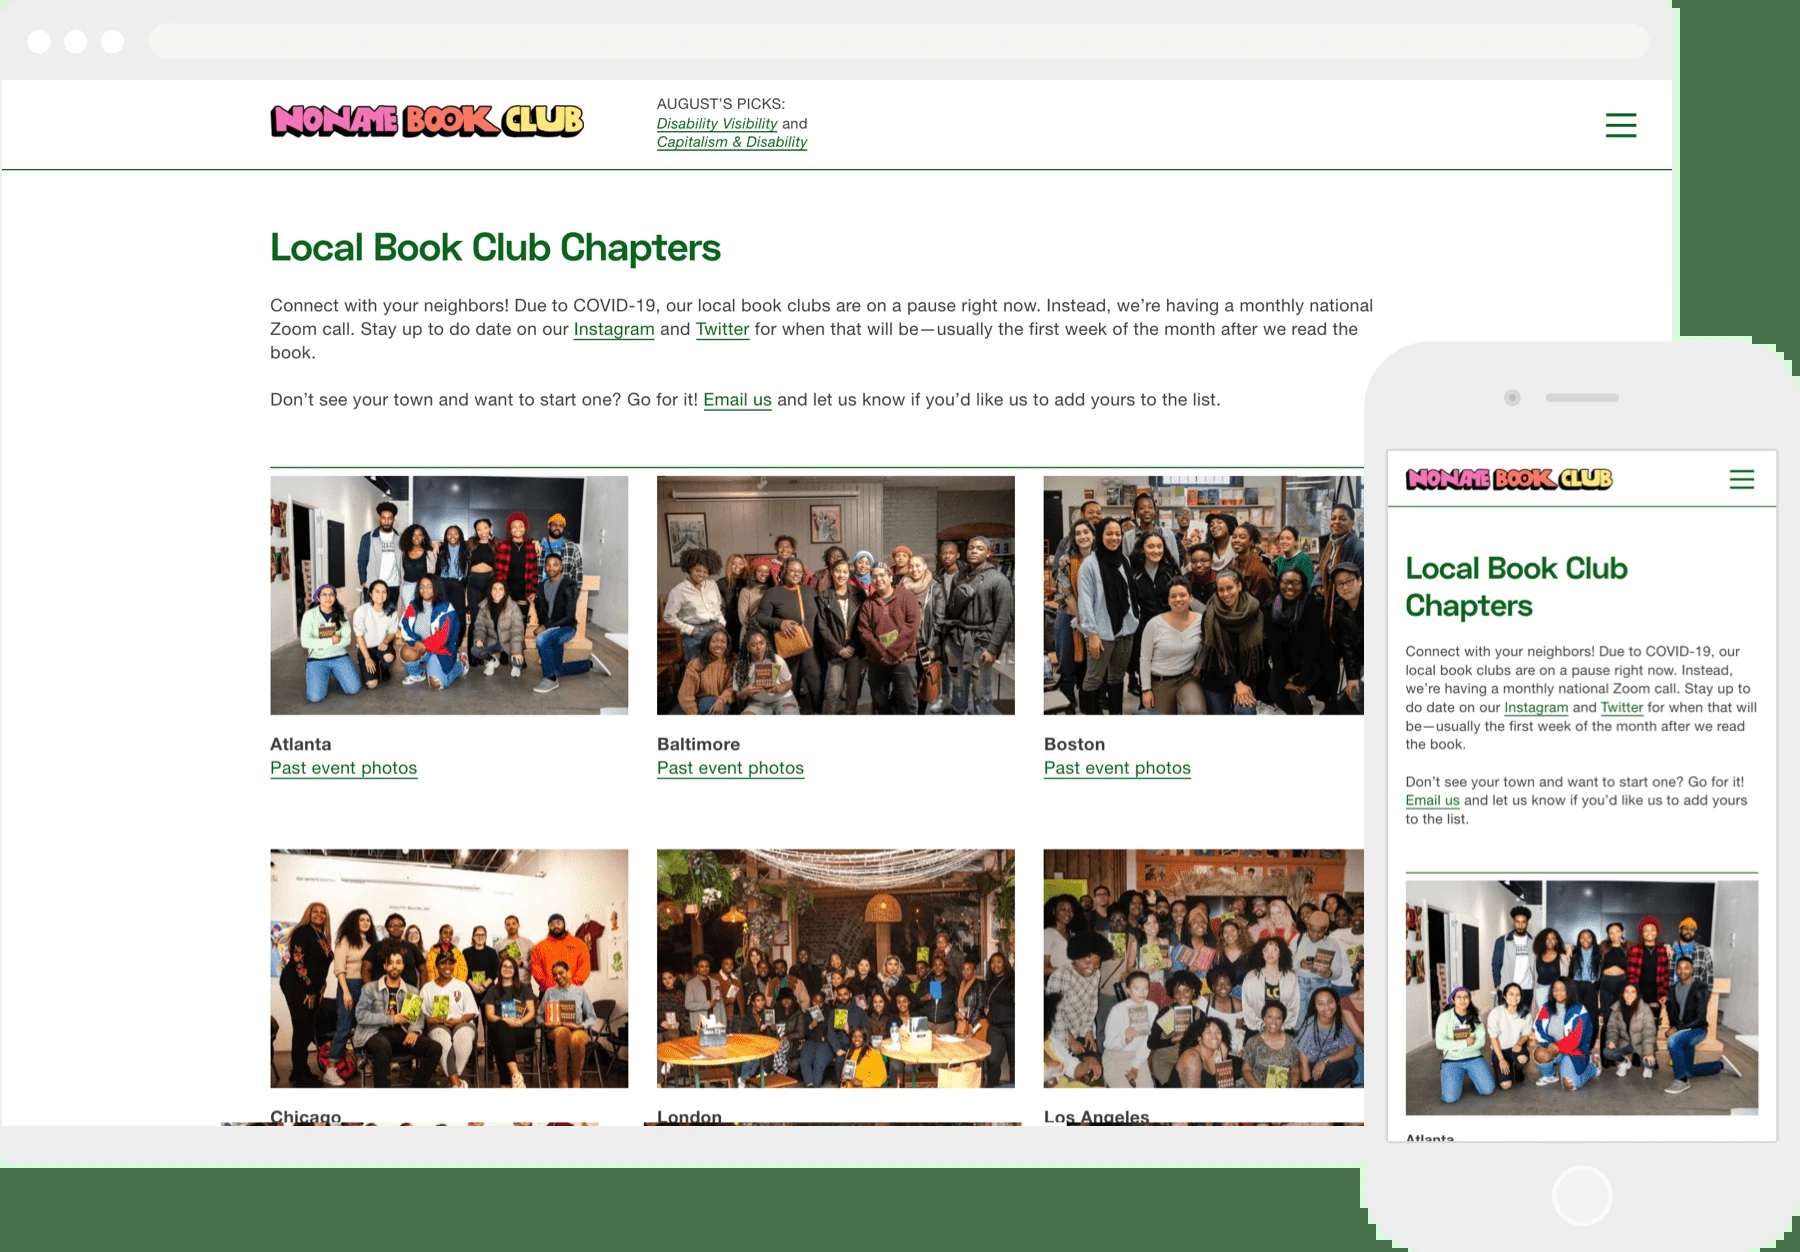 NONAME BOOK CLUB
AUGUST’S PICKS:
Disability Visibility and
Capitalism & Disability
Local Book Club Chapters
Connect with your neighbors! Due to COVID-19, our local book clubs are on a pause right now. Instead, we’re having a monthly national
Zoom call. Stay up to do date on our Instagram and Twitter for when that will be—usually the first week of the month after we read the
book.
Don’t see your town and want to start one? Go for it! Email us and let us know if you’d like us to add yours to the list.
Atlanta
Past event photos
Baltimore
Past event photos
Boston
Past event photos
Chicago
London
Los Angeles
NONAME BOOK CLUB
Local Book Club
Chapters
Connect with your neighbors! Due to COVID-19, our
local book clubs are on a pause right now. Instead,
we’re having a monthly national Zoom call. Stay up to
do date on our Instagram and Twitter for when that will
be—usually the first week of the month after we read
the book.
Don’t see your town and want to start one? Go for it!
Email us and let us know if you’d like us to add yours
to the list.
Atlanta